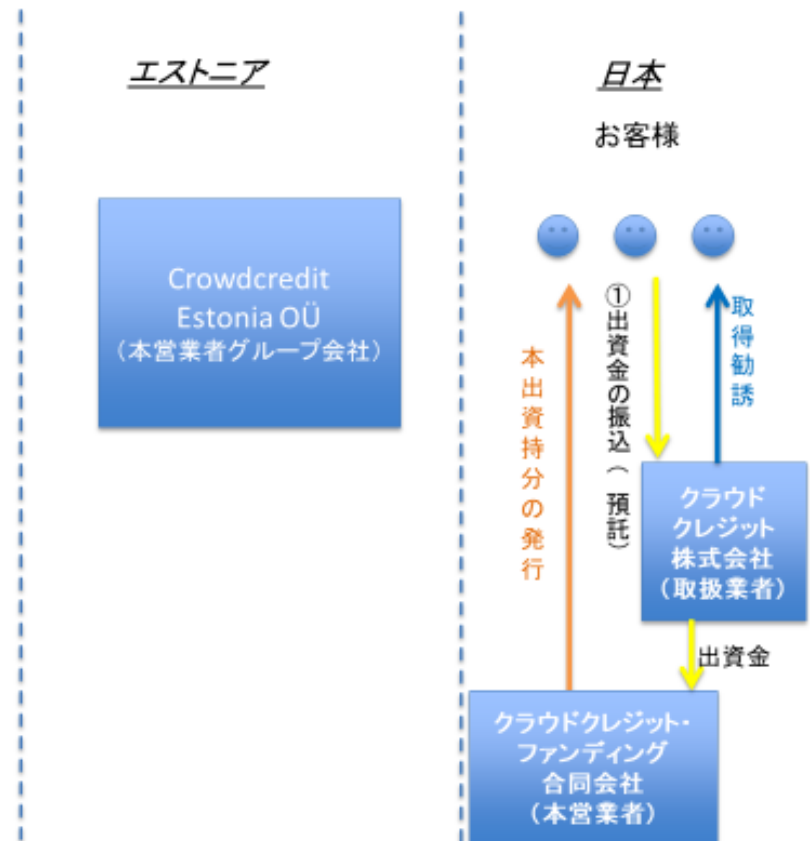 エストニア
日本
お客様
Crowdcredit
Estonia OÜ
（本営業者グループ会社）
本出資持分の発行
①出資金の振込（預託）
取得勧誘
クラウド
クレジット
株式会社
（取扱業者）
出資金
クラウドクレジット・
ファンディング
合同会社
（本営業者）